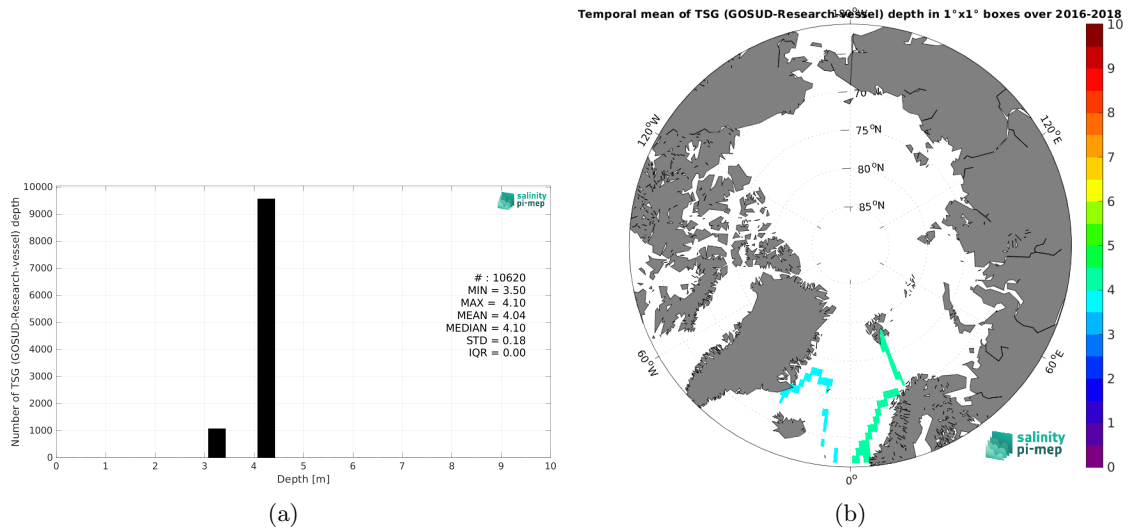 Temporal mean of TSG (GOSUD-Research-vessel) depth in 1°x1° boxes over 2016-2018
180°W
70
75°N
80°N
85°N
120°W
120°E
60°W
60°E
0°
10
9
8
7
6
5
4
3
2
1
0
salinity
pi-mep
Number of TSG (GOSUD-Research-vessel) depth
10000
9000
8000
7000
6000
5000
4000
3000
2000
1000
0
salinity
pi-mep
# : 10620
MIN = 3.50
MAX = 4.10
MEAN = 4.04
MEDIAN = 4.10
STD = 0.18
IQR = 0.00
0 1 2 3 4 5 6 7 8 9 10
Depth [m]
(a)
(b)